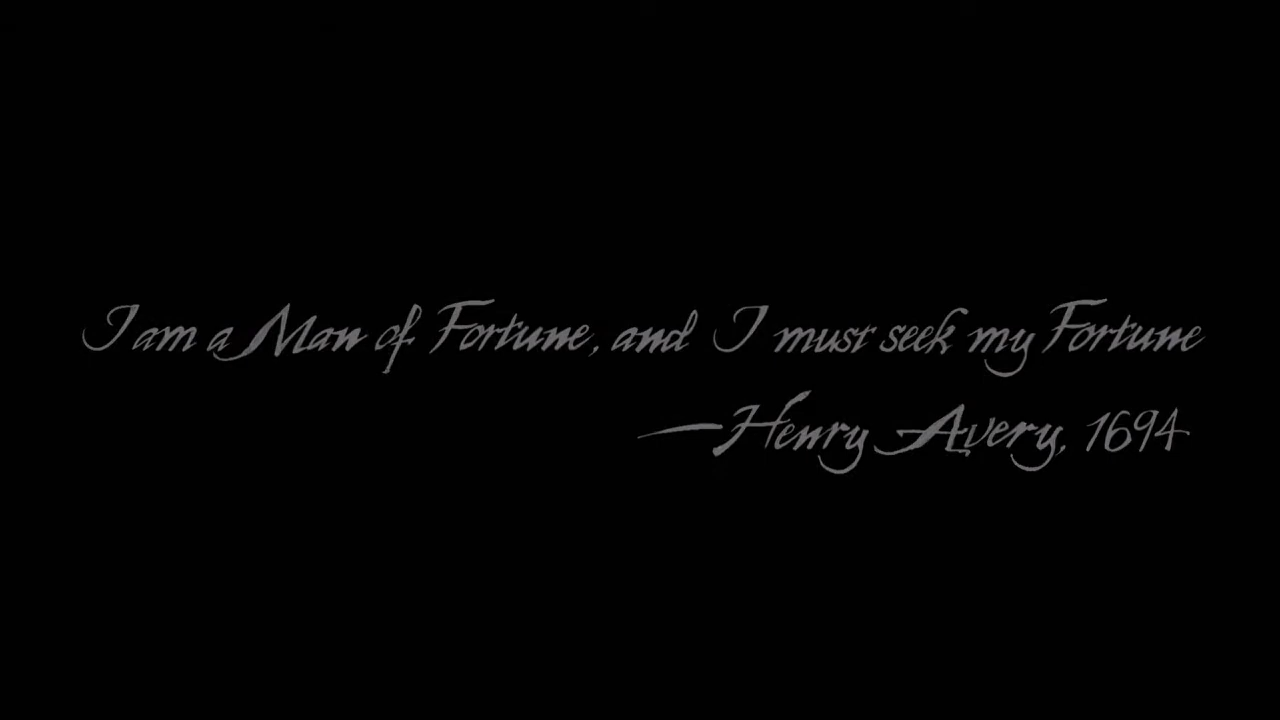 I am a Man of Fortune, and I must seek my Fortune
—Henry Avery, 1694